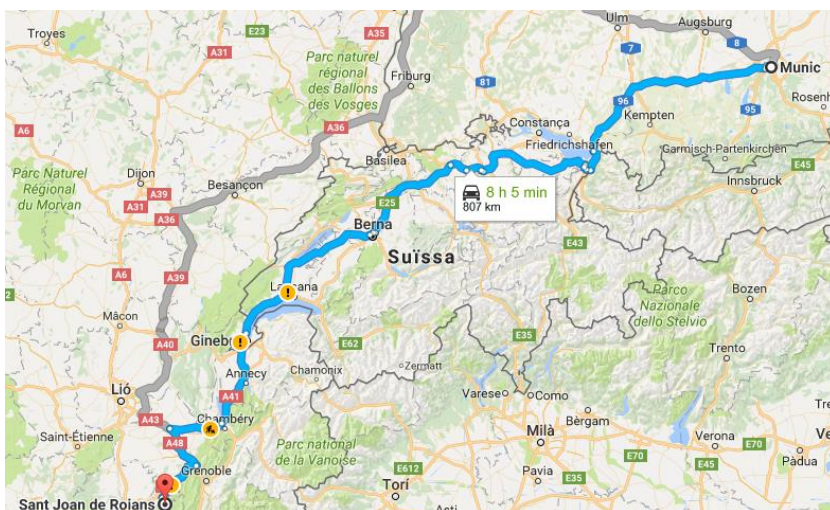 Troyes
E23
A31
A35
Ulm
Augsburg
8
Parc naturel
régional
des Ballons
des Vosges
Friburg
7
81
Munic
A5
A6
A36
96
Kempten
95
Constança
Friedrichshafen
Garmisch-Partenkirchen
E45
Basilea
Dijon
A39
A31
A36
Besançon
Parc Naturel
Régional
du Morvan
Innsbruck
8 h 5 min
807 km
E25
Berna
Suïssa
E43
A6
A39
Parco
Nazionale
dello Stelvio
Bozen
Mâcon
A40
E62
E35
Trento
Annecy
Chamonix
Zermatt
Varese
Como
Lió
A41
A43
Chambéry
Bèrgam
Saint-Étienne
A48
Parc national
de la Vanoise
Milà
Verona
E70
E70
E45
Pàdua
Grenoble
E612
Pavia
E35
Torí
Sant Joan de Roians
Asti